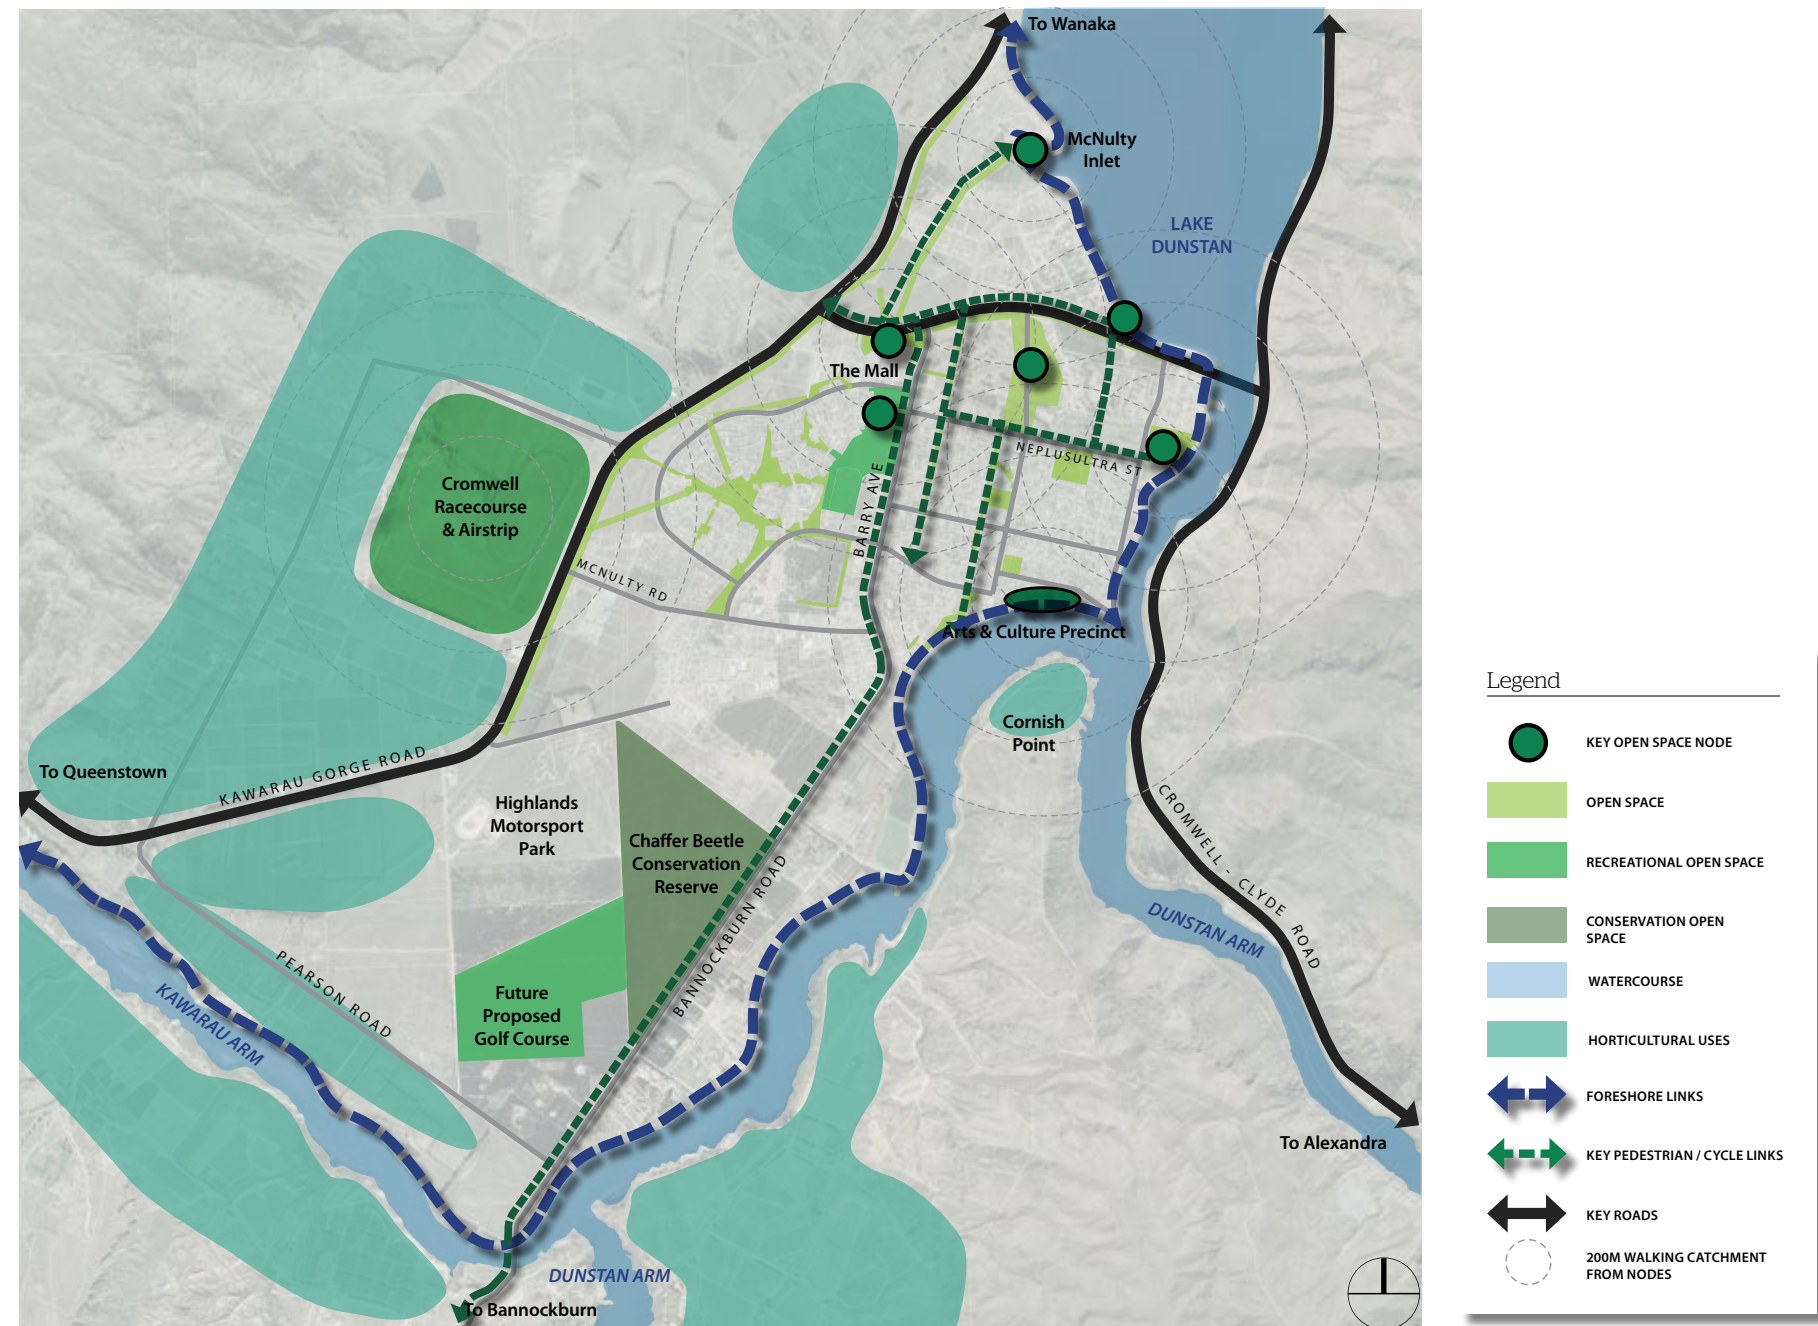 To Wanaka
McNulty
Inlet
LAKE
DUNSTAN
The Mall
NEPLUSULTRA ST
BARRY AVE
Cromwell
Racecourse
& Airstrip
MCNULTY RD
Arts & Culture Precinct
Cornish
Point
To Queenstown
KAWARAU GORGE ROAD
Highlands
Motorsport
Park
Chaffer Beetle
Conservation
Reserve
BANNOCKBURN ROAD
CROMWELL - CLYDE ROAD
DUNSTAN ARM
PEARSON ROAD
KAWARAU ARM
Future
Proposed
Golf Course
To Alexandra
DUNSTAN ARM
To Bannockburn
Legend
KEY OPEN SPACE NODE
OPEN SPACE
RECREATIONAL OPEN SPACE
CONSERVATION OPEN
SPACE
WATERCOURSE
HORTICULTURAL USES
FORESHORE LINKS
KEY PEDESTRIAN / CYCLE LINKS
KEY ROADS
200M WALKING CATCHMENT
FROM NODES